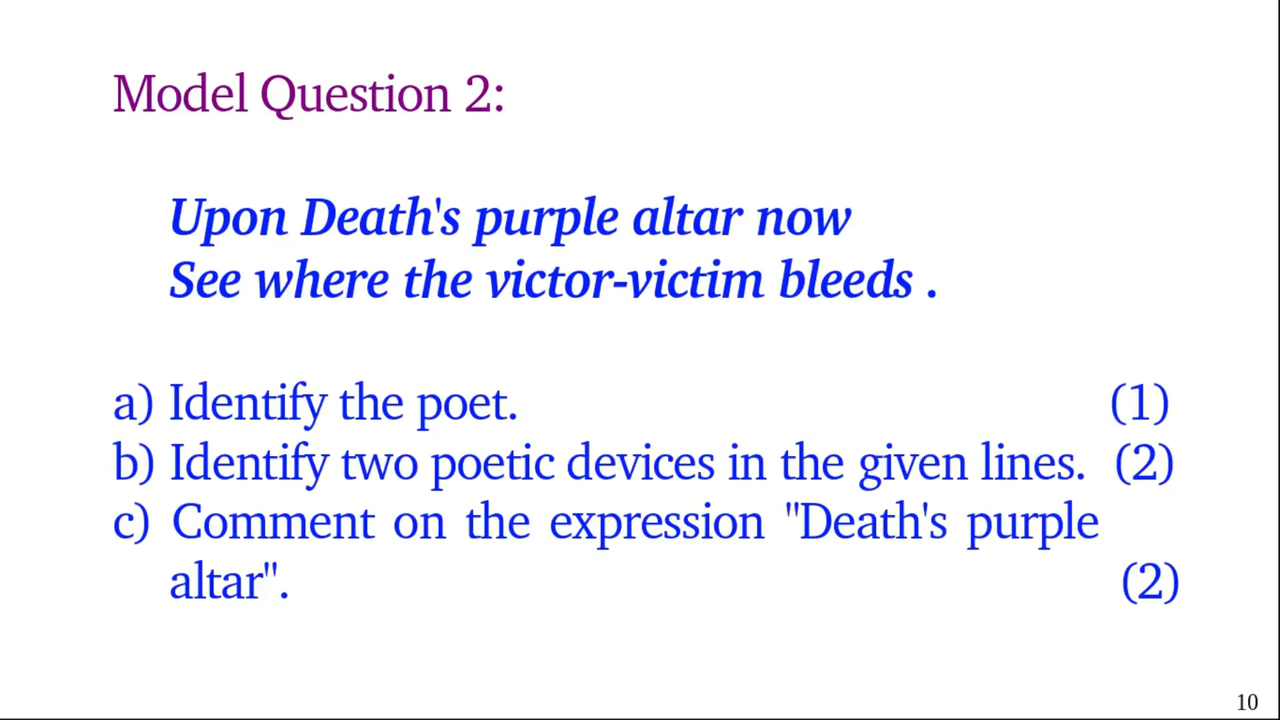 Model Question 2:
Upon Death's purple altar now
See where the victor-victim bleeds .
a) Identify the poet. (1)
b) Identify two poetic devices in the given lines. (2)
c) Comment on the expression "Death's purple
altar". (2)
10